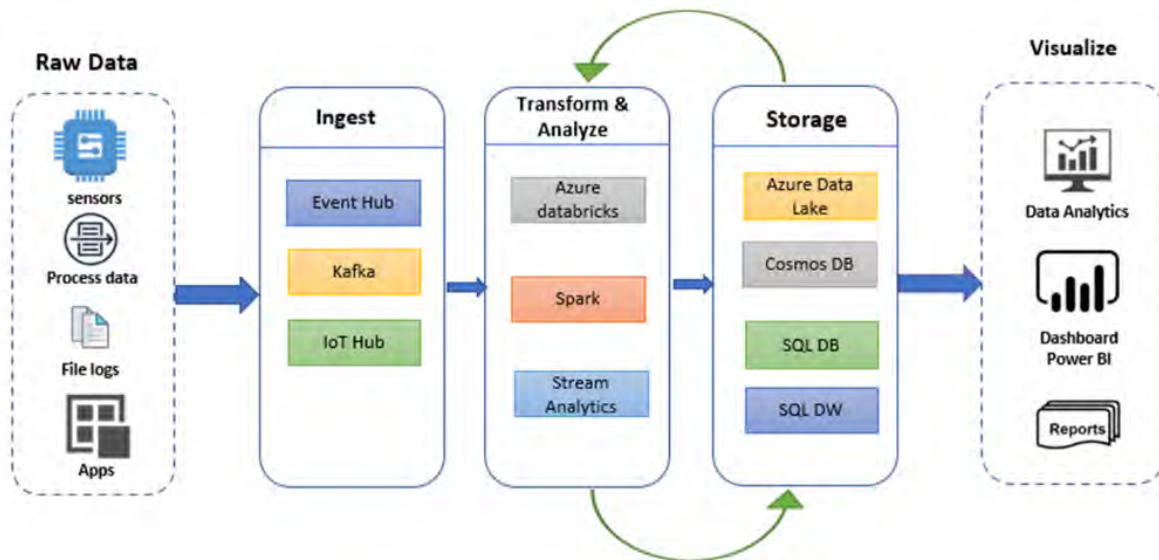 Raw Data
sensors
Process data
File logs
Apps
Ingest
Event Hub
Kafka
IoT Hub
Transform &
Analyze
Azure
databricks
Spark
Stream
Analytics
Storage
Azure Data
Lake
Cosmos DB
SQL DB
SQL DW
Visualize
Data Analytics
Dashboard
Power BI
Reports